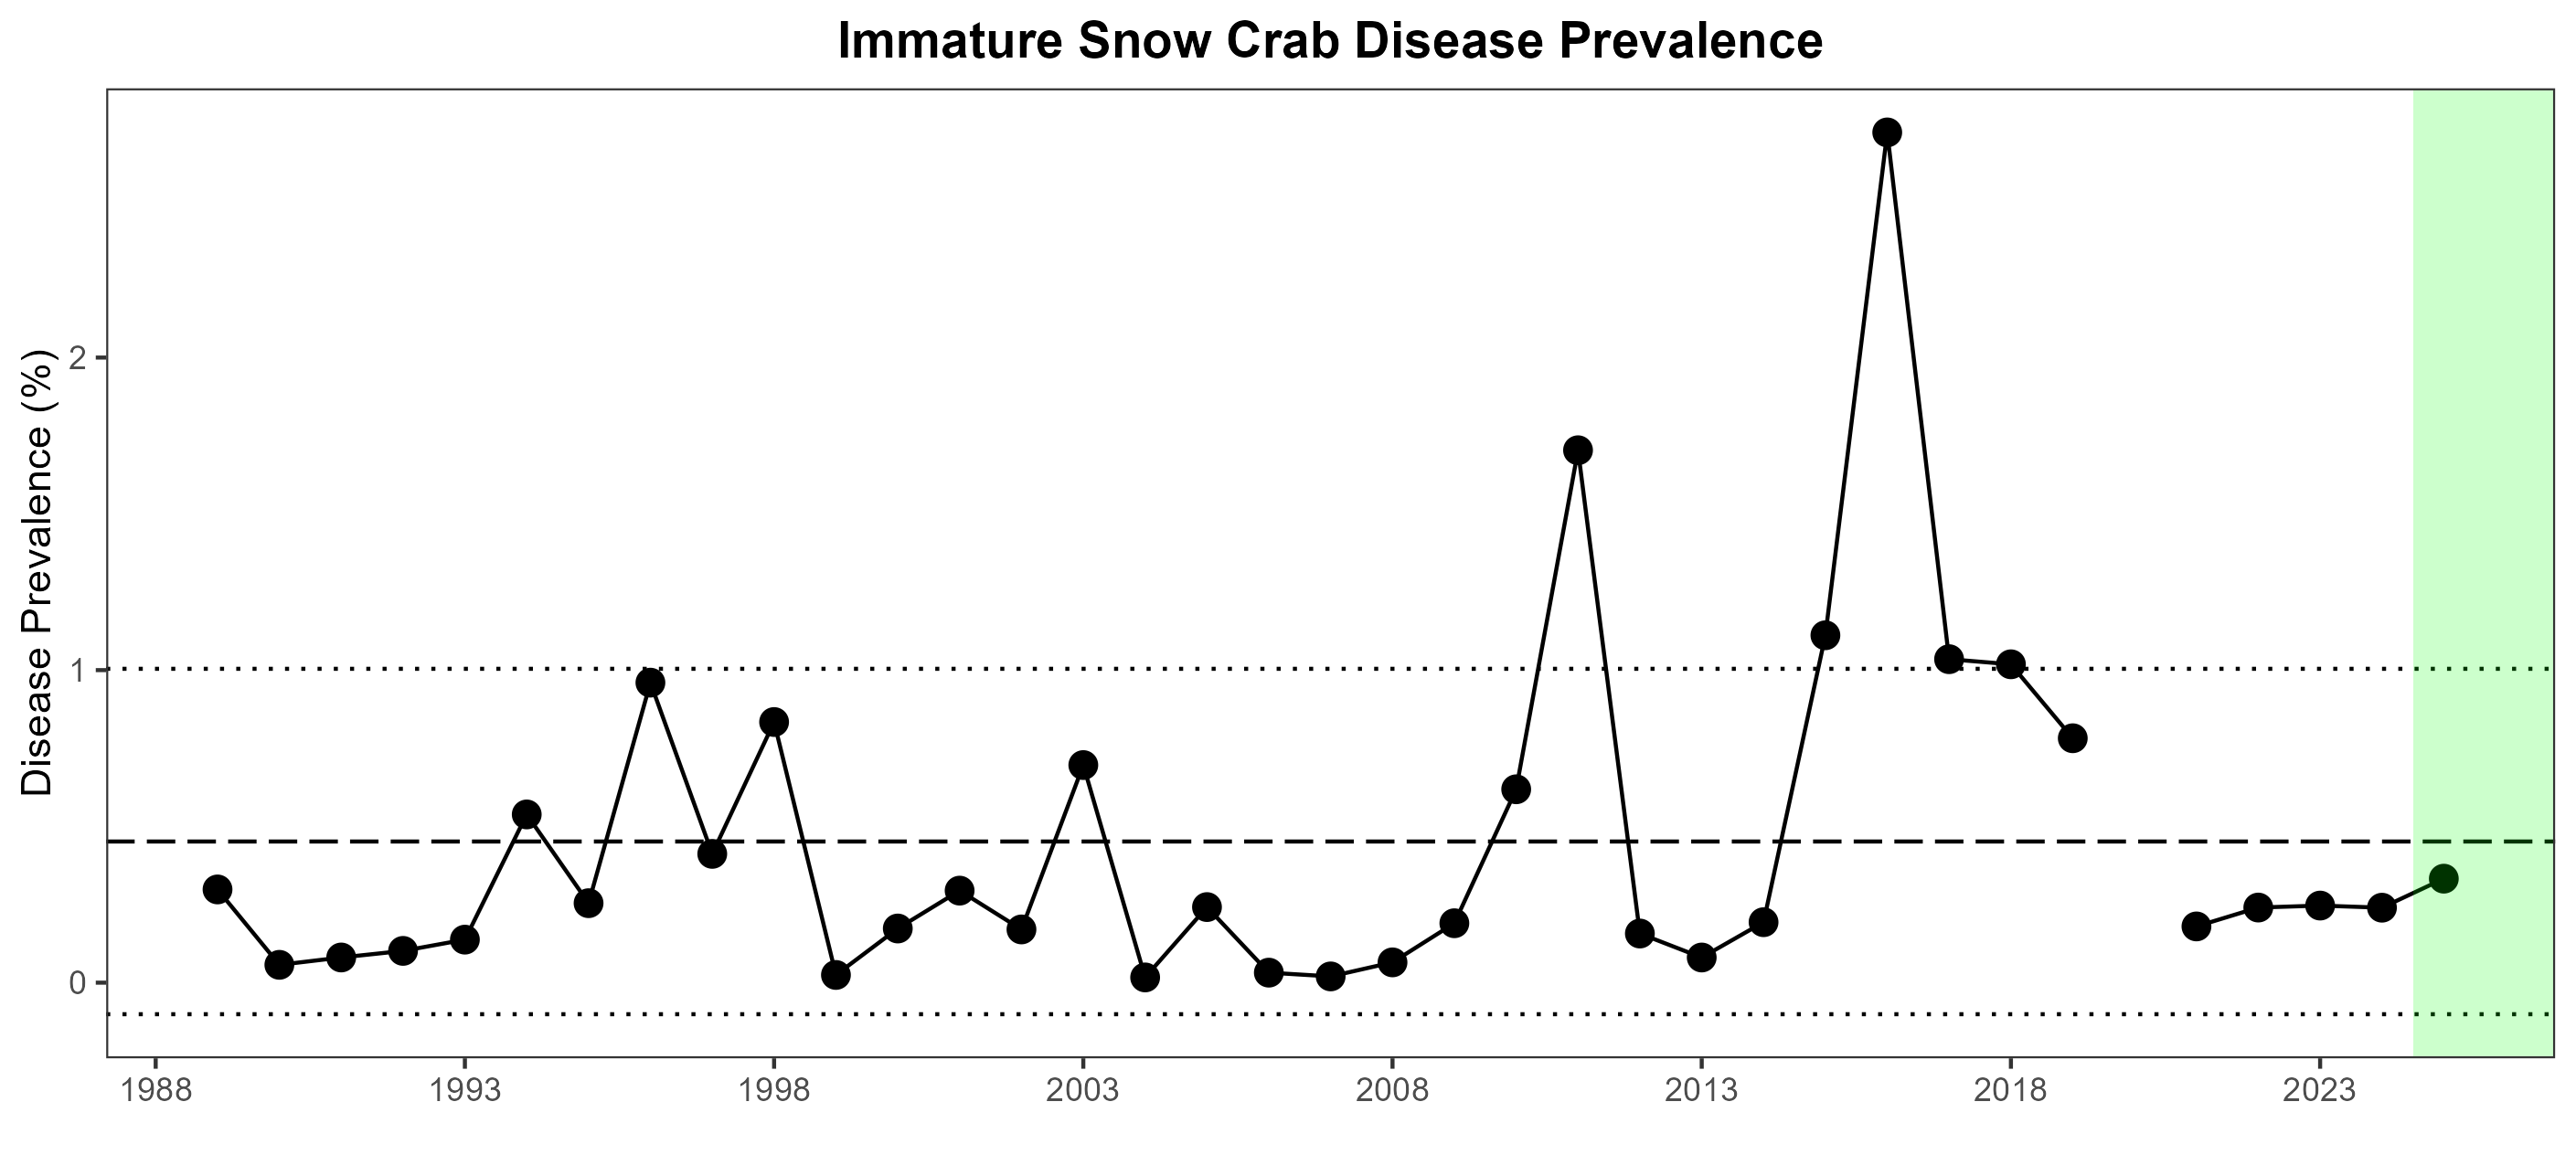 Immature Snow Crab Disease Prevalence
Disease Prevalence (%)
2
1
0
1988 1993 1998 2003 2008 2013 2018 2023